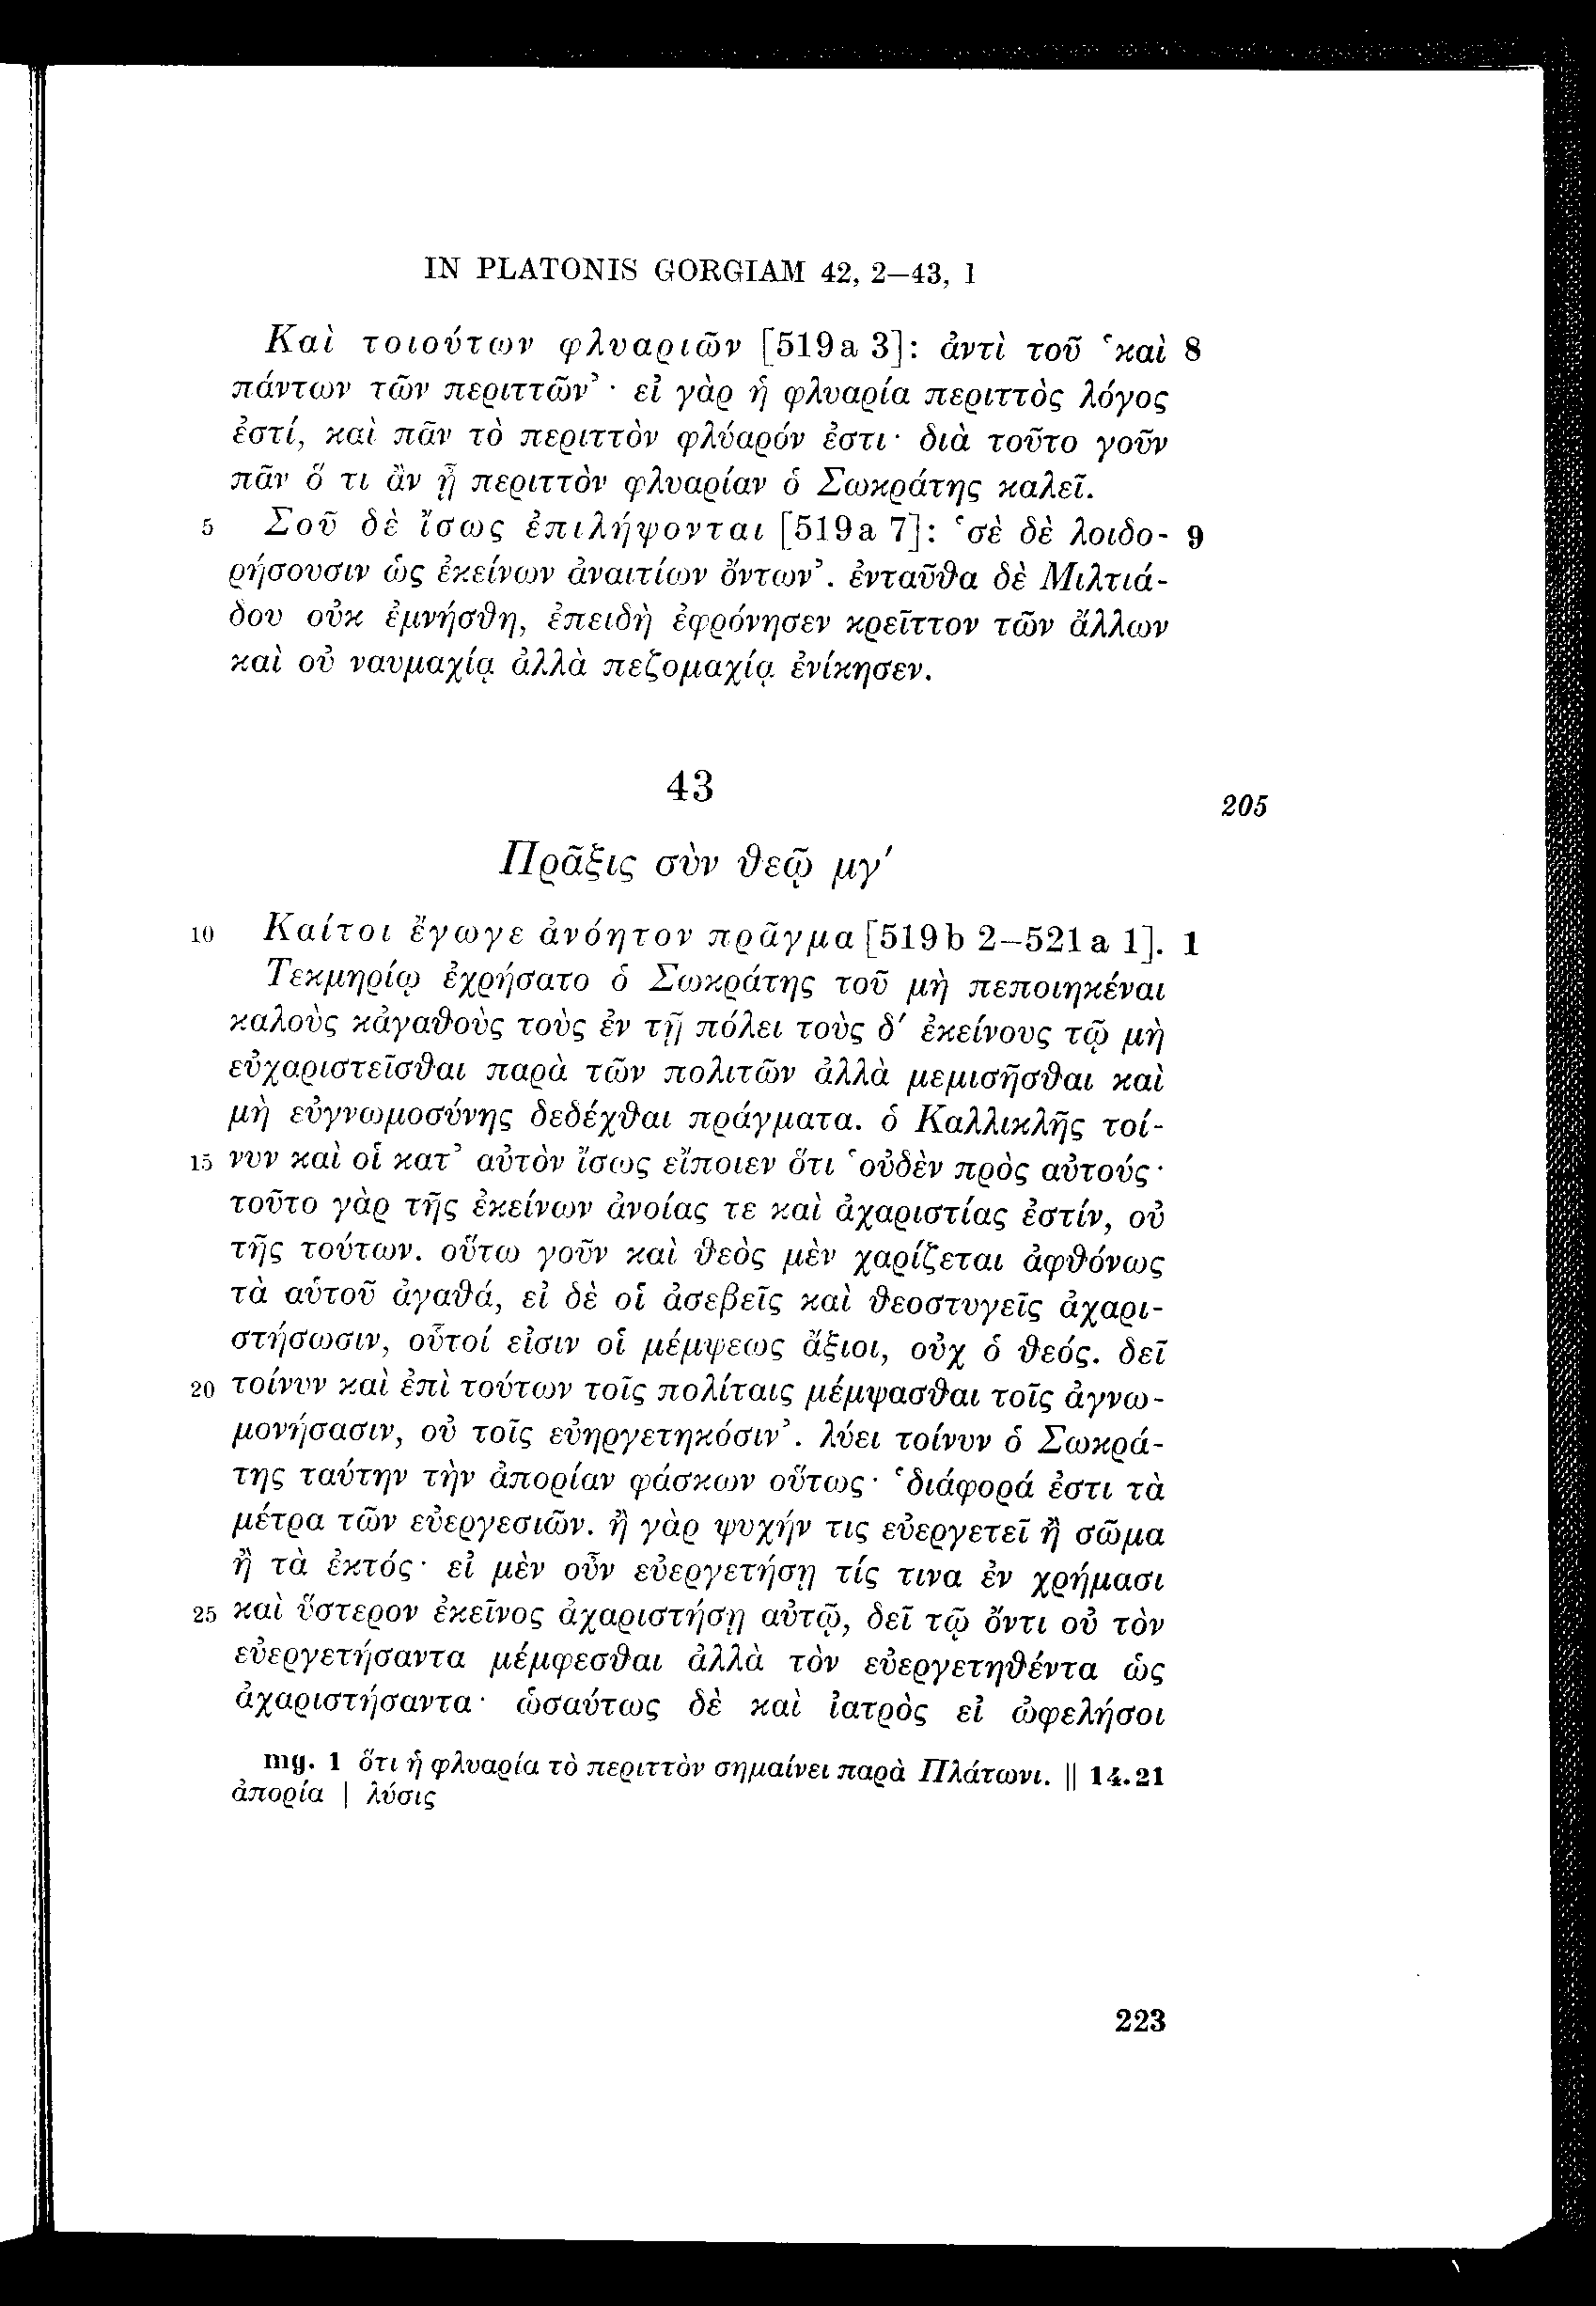 IN PLATONIS GORGIAM 42, 2–43, 1
Καὶ τοιούτων φλυαριῶν [519a 3]: ἀντὶ τοῦ ‘καὶ 8
πάντων τῶν περιττῶν’ · εἰ γὰρ ἡ φλυαρία περιττὸς λόγος
ἐστί, καὶ πᾶν τὸ περιττὸν φλύαρόν ἐστι· διὰ τοῦτο γοῦν
πᾶν ὅ τι ἂν ᾖ περιττὸν φλυαρίαν ὁ Σωκράτης καλεῖ.
5 Σοῦ δὲ ἴσως ἐπιλήψονται [519a 7]: ‘σὲ δὲ λοιδο- 9
ρήσουσιν ὡς ἐκείνων ἀναιτίων ὄντων’. ἐνταῦθα δὲ Μιλτιά-
δου οὐκ ἐμνήσθη, ἐπειδὴ ἐφρόνησεν κρεῖττον τῶν ἄλλων
καὶ οὐ ναυμαχίᾳ ἀλλὰ πεζομαχίᾳ ἐνίκησεν.
43
205
Πρᾶξις σὺν θεῷ μγ′
10 Καίτοι ἔγωγε ἀνόητον πρᾶγμα [519b 2–521a 1]. 1
Τεκμηρίῳ ἐχρήσατο ὁ Σωκράτης τοῦ μὴ πεποιηκέναι
καλοὺς κἀγαθοὺς τοὺς ἐν τῇ πόλει τοὺς δ′ ἐκείνους τῷ μὴ
εὐχαριστεῖσθαι παρὰ τῶν πολιτῶν ἀλλὰ μεμισῆσθαι καὶ
μὴ εὐγνωμοσύνης δεδέχθαι πράγματα. ὁ Καλλικλῆς τοί-
15 νυν καὶ οἱ κατ’ αὐτὸν ἴσως εἴποιεν ὅτι ‘οὐδὲν πρὸς αὐτούς·
τοῦτο γὰρ τῆς ἐκείνων ἀνοίας τε καὶ ἀχαριστίας ἐστίν, οὐ
τῆς τούτων. οὕτω γοῦν καὶ θεὸς μὲν χαρίζεται ἀφθόνως
τὰ αὑτοῦ ἀγαθά, εἰ δὲ οἱ ἀσεβεῖς καὶ θεοστυγεῖς ἀχαρι-
στήσωσιν, οὗτοί εἰσιν οἱ μέμψεως ἄξιοι, οὐχ ὁ θεός. δεῖ
20 τοίνυν καὶ ἐπὶ τούτων τοῖς πολίταις μέμψασθαι τοῖς ἀγνω-
μονήσασιν, οὐ τοῖς εὐηργετηκόσιν’. λύει τοίνυν ὁ Σωκρά-
της ταύτην τὴν ἀπορίαν φάσκων οὕτως· ‘διάφορά ἐστι τὰ
μέτρα τῶν εὐεργεσιῶν. ἢ γὰρ ψυχήν τις εὐεργετεῖ ἢ σῶμα
ἢ τὰ ἐκτός· εἰ μὲν οὖν εὐεργετήσῃ τίς τινα ἐν χρήμασι
25 καὶ ὕστερον ἐκεῖνος ἀχαριστήσῃ αὐτῷ, δεῖ τῷ ὄντι οὐ τὸν
εὐεργετήσαντα μέμφεσθαι ἀλλὰ τὸν εὐεργετηθέντα ὡς
ἀχαριστήσαντα· ὡσαύτως δὲ καὶ ἰατρὸς εἰ ὠφελήσοι
mg. 1 ὅτι ἡ φλυαρία τὸ περιττὸν σημαίνει παρὰ Πλάτωνι. || 14.21
ἀπορία | λύσις
223